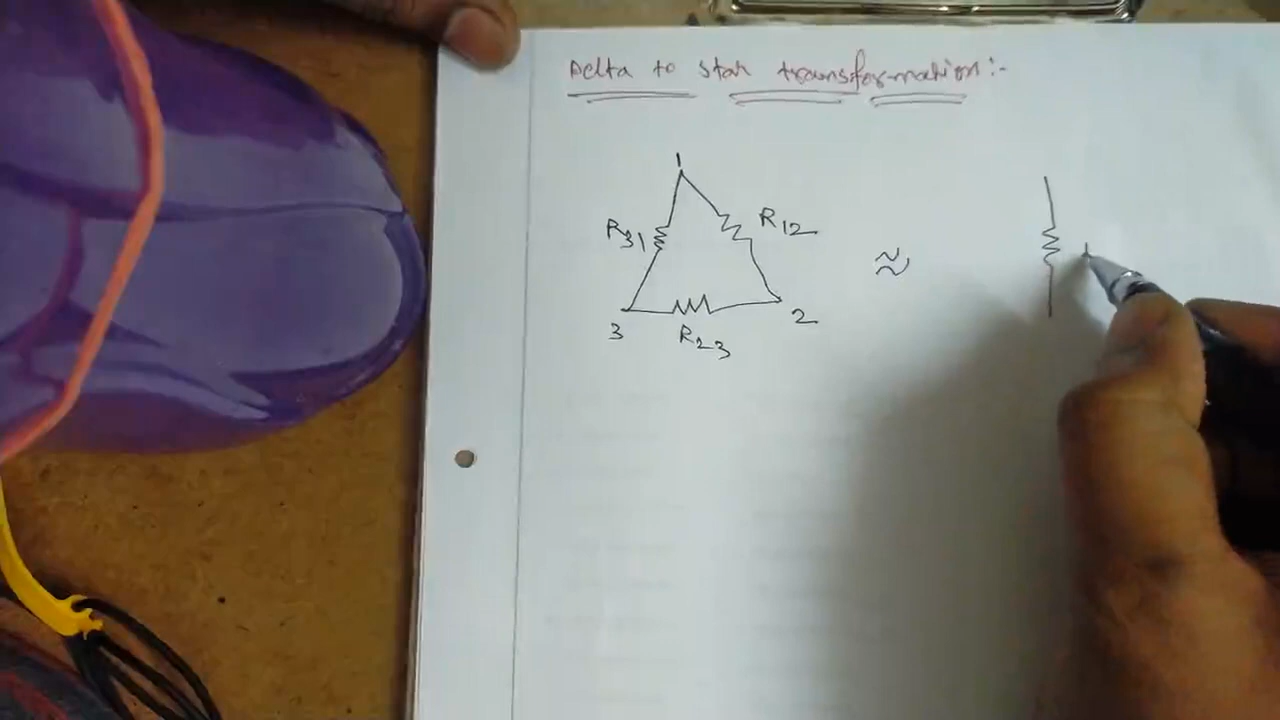 Delta to star transformation:-
1
R31
R12
≈
3
2
R23